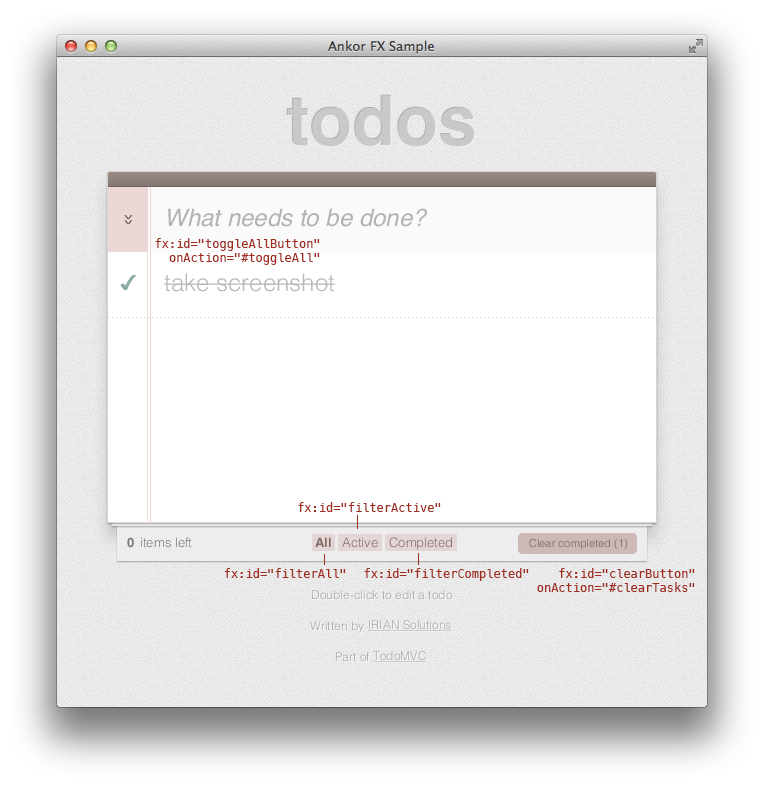 Ankor FX Sample
todos
What needs to be done?
fx:id="toggleAllButton"
onAction="#toggleAll"
take screenshot
fx:id="filterActive"
0 items left All Active Completed Clear completed (1)
fx:id="filterAll" fx:id="filterCompleted" fx:id="clearButton"
onAction="#clearTasks"
Double-click to edit a todo
Written by IRIAN Solutions
Part of TodoMVC